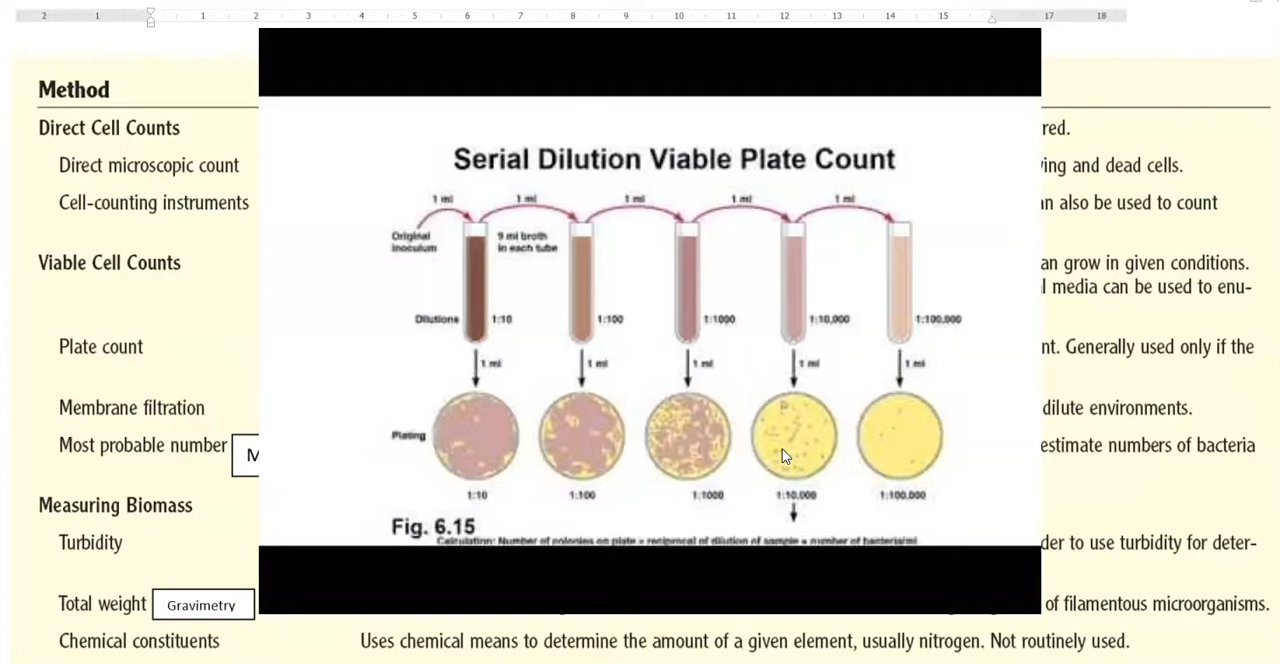 2 1 1 2 3 4 5 6 7 8 9 10 11 12 13 14 15 17 18
Method
Direct Cell Counts
red.
Direct microscopic count
ving and dead cells.
Cell-counting instruments
an also be used to count
Viable Cell Counts
an grow in given conditions.
l media can be used to enu-
Plate count
nt. Generally used only if the
Membrane filtration
dilute environments.
Most probable number
M
estimate numbers of bacteria
Measuring Biomass
Turbidity
der to use turbidity for deter-
Total weight
Gravimetry
of filamentous microorganisms.
Chemical constituents
Uses chemical means to determine the amount of a given element, usually nitrogen. Not routinely used.
Serial Dilution Viable Plate Count
1 ml 1 ml 1 ml 1 ml 1 ml
Original
inoculum
9 ml broth
in each tube
Dilutions 1:10 1:100 1:1000 1:10,000 1:100,000
1 ml 1 ml 1 ml 1 ml 1 ml
Plating
1:10 1:100 1:1000 1:10,000 1:100,000
Fig. 6.15
Calculation: Number of colonies on plate × reciprocal of dilution of sample = number of bacteria/ml